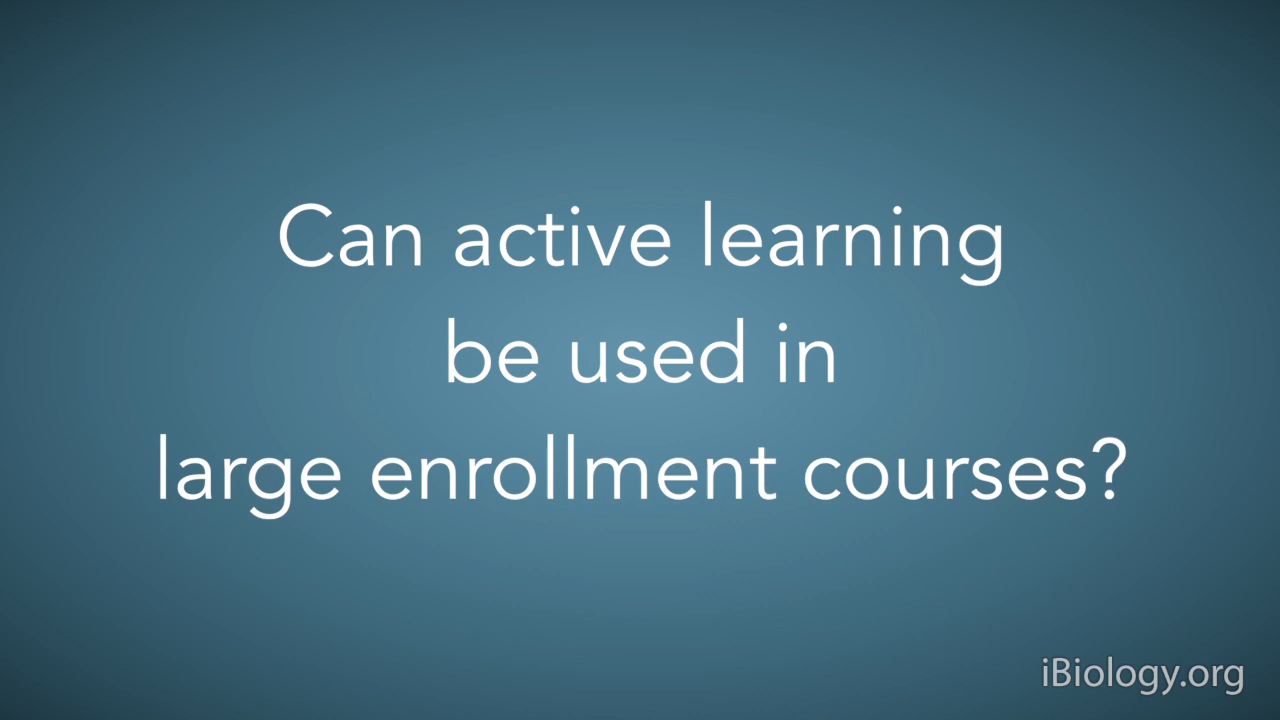 Can active learning
be used in
large enrollment courses?
iBiology.org